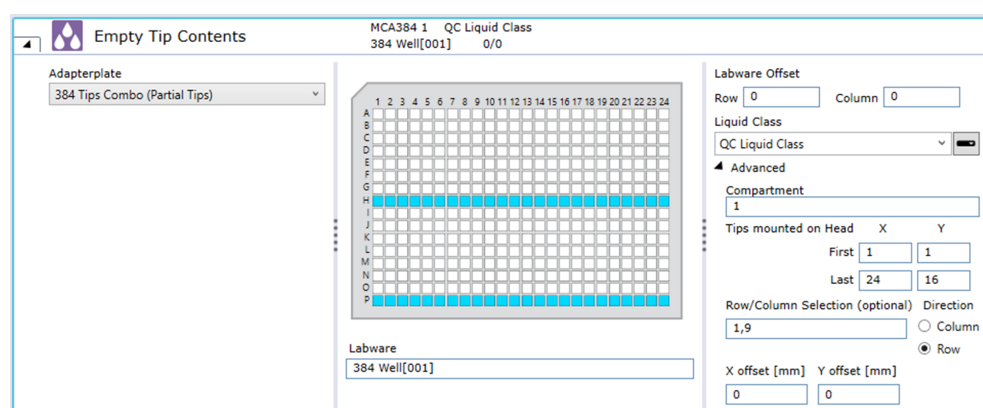 Empty Tip Contents
MCA384 1 QC Liquid Class
384 Well[001] 0/0
Adapterplate
384 Tips Combo (Partial Tips)
1 2 3 4 5 6 7 8 9 10 11 12 13 14 15 16 17 18 19 20 21 22 23 24
A
B
C
D
E
F
G
H
I
J
K
L
M
N
O
P
Labware
384 Well[001]
Labware Offset
Row 0 Column 0
Liquid Class
QC Liquid Class
Advanced
Compartment
1
Tips mounted on Head X Y
First 1 1
Last 24 16
Row/Column Selection (optional) Direction
1,9 Column
Row
X offset [mm] Y offset [mm]
0 0